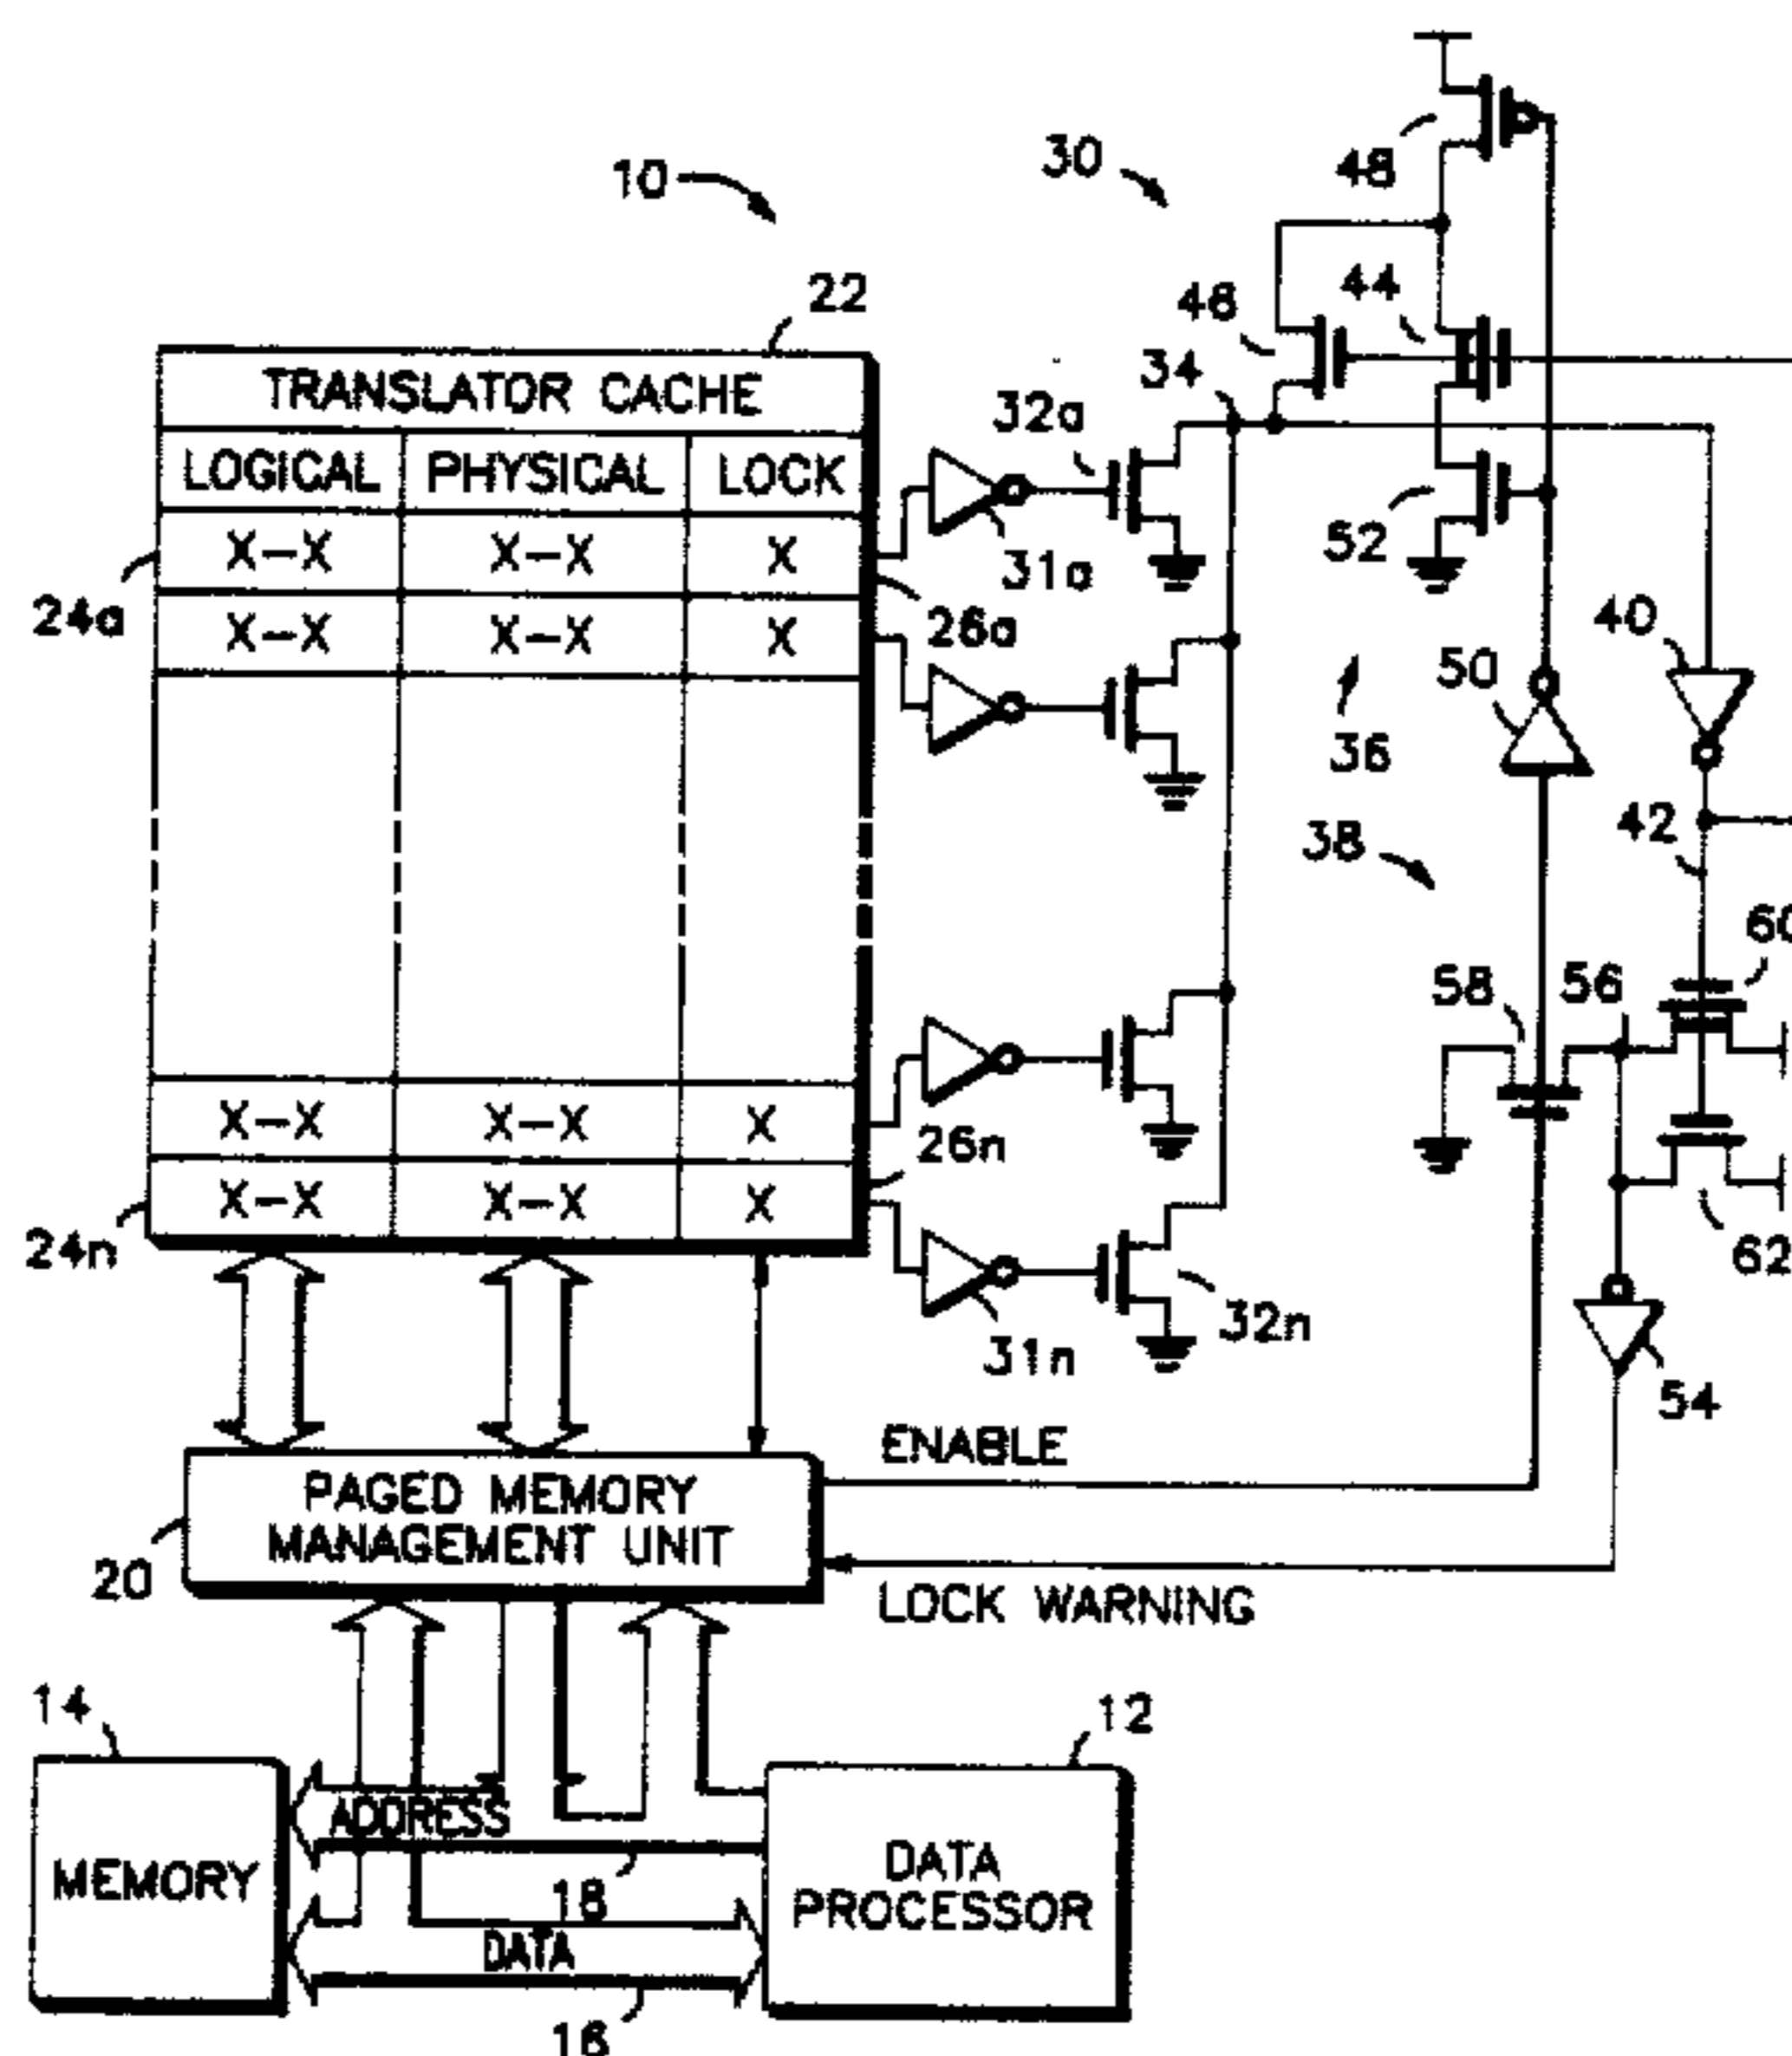 10
30
48
22
46
44
34
TRANSLATOR CACHE
32a
LOGICAL PHYSICAL LOCK
52
X-X X-X X
31a
24a
26a
40
X-X X-X X
50
36
42
38
60
58
56
X-X X-X X
26n
X-X X-X X
24n
62
32n
31n
54
ENABLE
PAGED MEMORY
MANAGEMENT UNIT
20
LOCK WARNING
14
12
ADDRESS
MEMORY
DATA
PROCESSOR
18
DATA
16